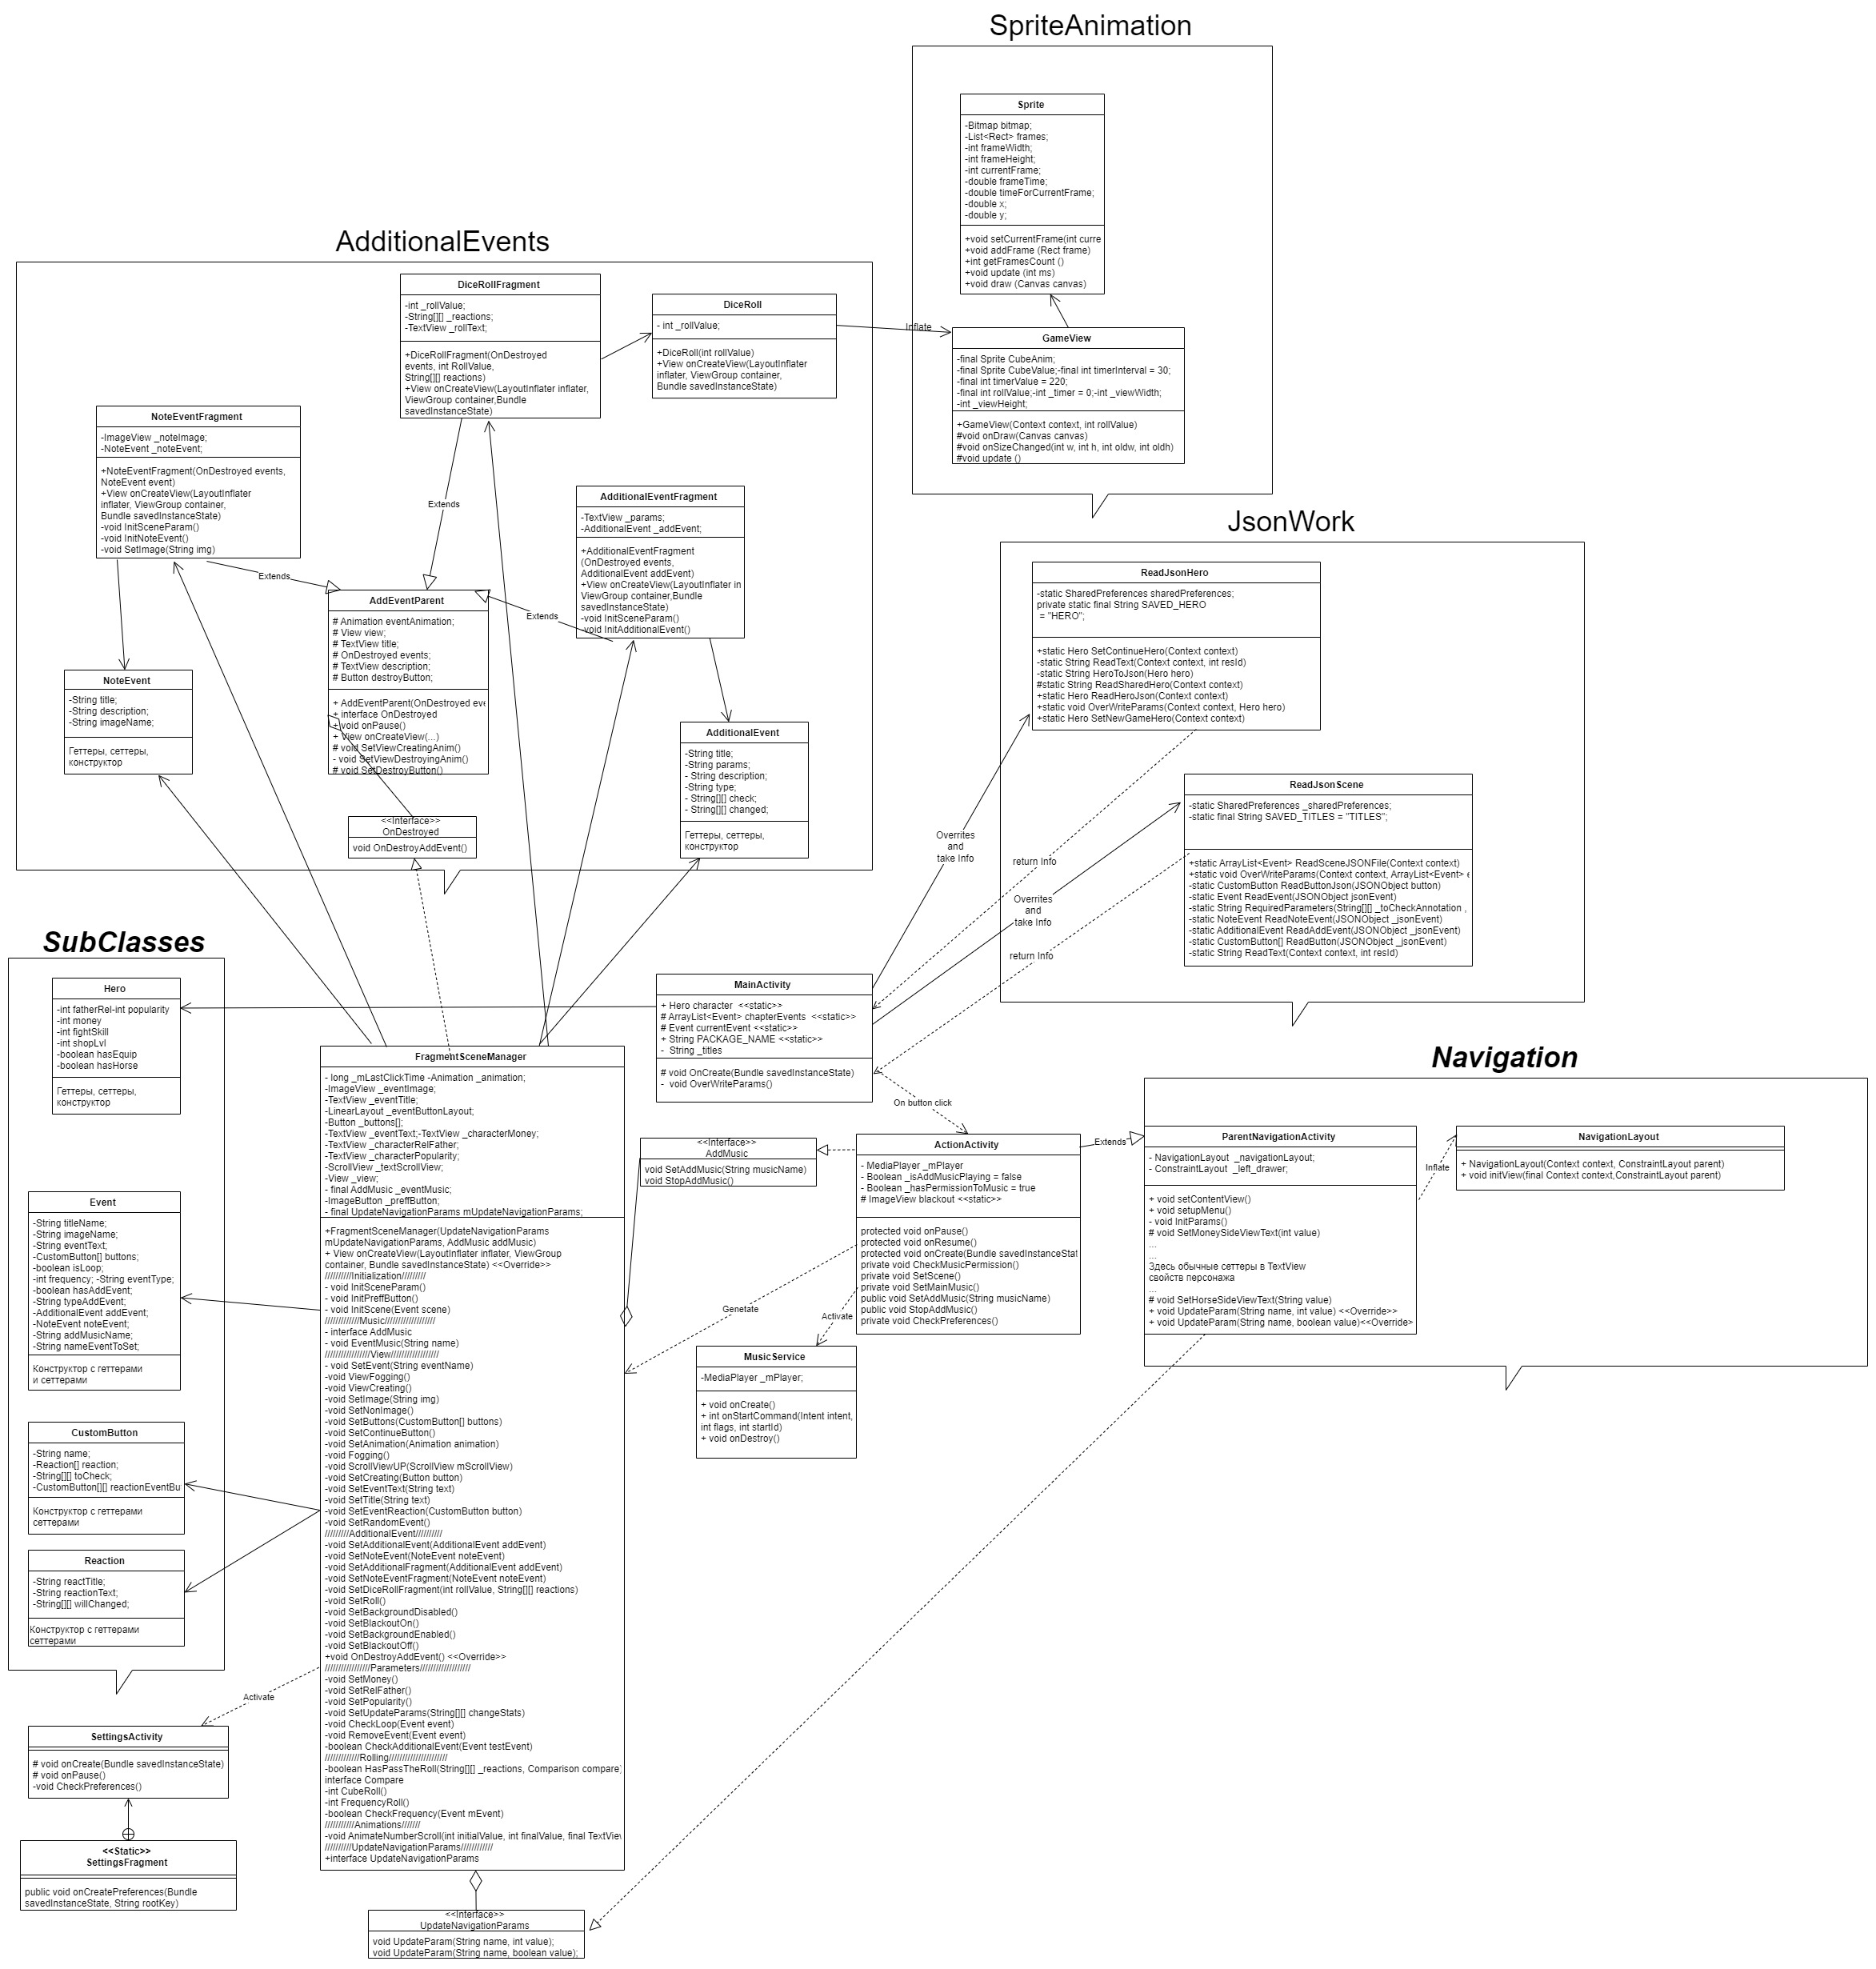 SpriteAnimation
Sprite
-Bitmap bitmap;
-List<Rect> frames;
-int frameWidth;
-int frameHeight;
-int currentFrame;
-double frameTime;
-double timeForCurrentFrame;
-double x;
-double y;
+void setCurrentFrame(int curre
+void addFrame (Rect frame)
+int getFramesCount ()
+void update (int ms)
+void draw (Canvas canvas)
Inflate
GameView
-final Sprite CubeAnim;
-final Sprite CubeValue;-final int timerInterval = 30;
-final int timerValue = 220;
-final int rollValue;-int _timer = 0;-int _viewWidth;
-int _viewHeight;
+GameView(Context context, int rollValue)
#void onDraw(Canvas canvas)
#void onSizeChanged(int w, int h, int oldw, int oldh)
#void update ()
AdditionalEvents
DiceRollFragment
-int _rollValue;
-String[][] _reactions;
-TextView _rollText;
+DiceRollFragment(OnDestroyed
events, int RollValue,
String[][] reactions)
+View onCreateView(LayoutInflater inflater,
ViewGroup container,Bundle
savedInstanceState)
DiceRoll
- int _rollValue;
+DiceRoll(int rollValue)
+View onCreateView(LayoutInflater
inflater, ViewGroup container,
Bundle savedInstanceState)
NoteEventFragment
-ImageView _noteImage;
-NoteEvent _noteEvent;
+NoteEventFragment(OnDestroyed events,
NoteEvent event)
+View onCreateView(LayoutInflater
inflater, ViewGroup container,
Bundle savedInstanceState)
-void InitSceneParam()
-void InitNoteEvent()
-void SetImage(String img)
Extends
Extends
Extends
AdditionalEventFragment
-TextView _params;
-AdditionalEvent _addEvent;
+AdditionalEventFragment
(OnDestroyed events,
AdditionalEvent addEvent)
+View onCreateView(LayoutInflater in
ViewGroup container,Bundle
savedInstanceState)
-void InitSceneParam()
-void InitAdditionalEvent()
AddEventParent
# Animation eventAnimation;
# View view;
# TextView title;
# OnDestroyed events;
# TextView description;
# Button destroyButton;
+ AddEventParent(OnDestroyed eve
+ interface OnDestroyed
+ void onPause()
+ View onCreateView(...)
# void SetViewCreatingAnim()
- void SetViewDestroyingAnim()
# void SetDestroyButton()
NoteEvent
-String title;
-String description;
-String imageName;
Геттеры, сеттеры,
конструктор
AdditionalEvent
-String title;
-String params;
- String description;
-String type;
- String[][] check;
- String[][] changed;
Геттеры, сеттеры,
конструктор
<<Interface>>
OnDestroyed
void OnDestroyAddEvent()
JsonWork
ReadJsonHero
-static SharedPreferences sharedPreferences;
private static final String SAVED_HERO
= "HERO";
+static Hero SetContinueHero(Context context)
-static String ReadText(Context context, int resId)
-static String HeroToJson(Hero hero)
#static String ReadSharedHero(Context context)
+static Hero ReadHeroJson(Context context)
+static void OverWriteParams(Context context, Hero hero)
+static Hero SetNewGameHero(Context context)
ReadJsonScene
-static SharedPreferences _sharedPreferences;
-static final String SAVED_TITLES = "TITLES";
+static ArrayList<Event> ReadSceneJSONFile(Context context)
+static void OverWriteParams(Context context, ArrayList<Event> e
-static CustomButton ReadButtonJson(JSONObject button)
-static Event ReadEvent(JSONObject jsonEvent)
-static String RequiredParameters(String[][] _toCheckAnnotation ,
-static NoteEvent ReadNoteEvent(JSONObject _jsonEvent)
-static AdditionalEvent ReadAddEvent(JSONObject _jsonEvent)
-static CustomButton[] ReadButton(JSONObject _jsonEvent)
-static String ReadText(Context context, int resId)
Overrites
and
take Info
return Info
Overrites
and
take Info
return Info
SubClasses
Hero
-int fatherRel-int popularity
-int money
-int fightSkill
-int shopLvl
-boolean hasEquip
-boolean hasHorse
Геттеры, сеттеры,
конструктор
Event
-String titleName;
-String imageName;
-String eventText;
-CustomButton[] buttons;
-boolean isLoop;
-int frequency; -String eventType;
-boolean hasAddEvent;
-String typeAddEvent;
-AdditionalEvent addEvent;
-NoteEvent noteEvent;
-String addMusicName;
-String nameEventToSet;
Конструктор с геттерами
и сеттерами
CustomButton
-String name;
-Reaction[] reaction;
-String[][] toCheck;
-CustomButton[][] reactionEventBu
Конструктор с геттерами
сеттерами
Reaction
-String reactTitle;
-String reactionText;
-String[][] willChanged;
Конструктор с геттерами
сеттерами
Activate
SettingsActivity
# void onCreate(Bundle savedInstanceState)
# void onPause()
-void CheckPreferences()
<<Static>>
SettingsFragment
public void onCreatePreferences(Bundle
savedInstanceState, String rootKey)
FragmentSceneManager
- long _mLastClickTime -Animation _animation;
-ImageView _eventImage;
-TextView _eventTitle;
-LinearLayout _eventButtonLayout;
-Button _buttons[];
-TextView _eventText;-TextView _characterMoney;
-TextView _characterRelFather;
-TextView _characterPopularity;
-ScrollView _textScrollView;
-View _view;
- final AddMusic _eventMusic;
-ImageButton _preffButton;
- final UpdateNavigationParams mUpdateNavigationParams;
+FragmentSceneManager(UpdateNavigationParams
mUpdateNavigationParams, AddMusic addMusic)
+ View onCreateView(LayoutInflater inflater, ViewGroup
container, Bundle savedInstanceState) <<Override>>
//////////Initialization/////////
- void InitSceneParam()
- void InitPreffButton()
- void InitScene(Event scene)
/////////////Music///////////////////
- interface AddMusic
- void EventMusic(String name)
/////////////////View//////////////////
- void SetEvent(String eventName)
-void ViewFogging()
-void ViewCreating()
-void SetImage(String img)
-void SetNonImage()
-void SetButtons(CustomButton[] buttons)
-void SetContinueButton()
-void SetAnimation(Animation animation)
-void Fogging()
-void ScrollViewUP(ScrollView mScrollView)
-void SetCreating(Button button)
-void SetEventText(String text)
-void SetTitle(String text)
-void SetEventReaction(CustomButton button)
-void SetRandomEvent()
/////////AdditionalEvent//////////
-void SetAdditionalEvent(AdditionalEvent addEvent)
-void SetNoteEvent(NoteEvent noteEvent)
-void SetAdditionalFragment(AdditionalEvent addEvent)
-void SetNoteEventFragment(NoteEvent noteEvent)
-void SetDiceRollFragment(int rollValue, String[][] reactions)
-void SetRoll()
-void SetBackgroundDisabled()
-void SetBlackoutOn()
-void SetBackgroundEnabled()
-void SetBlackoutOff()
+void OnDestroyAddEvent() <<Override>>
/////////////////Parameters///////////////////
-void SetMoney()
-void SetRelFather()
-void SetPopularity()
-void SetUpdateParams(String[][] changeStats)
-void CheckLoop(Event event)
-void RemoveEvent(Event event)
-boolean CheckAdditionalEvent(Event testEvent)
/////////////Rolling//////////////////////
-boolean HasPassTheRoll(String[][] _reactions, Comparison compare)
interface Compare
-int CubeRoll()
-int FrequencyRoll()
-boolean CheckFrequency(Event mEvent)
///////////Animations///////
-void AnimateNumberScroll(int initialValue, int finalValue, final TextView
//////////UpdateNavigationParams////////////
+interface UpdateNavigationParams
<<Interface>>
UpdateNavigationParams
void UpdateParam(String name, int value);
void UpdateParam(String name, boolean value);
MainActivity
+ Hero character <<static>>
# ArrayList<Event> chapterEvents <<static>>
# Event currentEvent <<static>>
+ String PACKAGE_NAME <<static>>
- String _titles
# void OnCreate(Bundle savedInstanceState)
- void OverWriteParams()
On button click
<<Interface>>
AddMusic
void SetAddMusic(String musicName)
void StopAddMusic()
ActionActivity
- MediaPlayer _mPlayer
- Boolean _isAddMusicPlaying = false
- Boolean _hasPermissionToMusic = true
# ImageView blackout <<static>>
protected void onPause()
protected void onResume()
protected void onCreate(Bundle savedInstanceStat
private void CheckMusicPermission()
private void SetScene()
private void SetMainMusic()
public void SetAddMusic(String musicName)
public void StopAddMusic()
private void CheckPreferences()
Genetate
Activate
MusicService
-MediaPlayer _mPlayer;
+ void onCreate()
+ int onStartCommand(Intent intent,
int flags, int startId)
+ void onDestroy()
Navigation
Extends
ParentNavigationActivity
- NavigationLayout _navigationLayout;
- ConstraintLayout _left_drawer;
+ void setContentView()
+ void setupMenu()
- void InitParams()
# void SetMoneySideViewText(int value)
...
...
Здесь обычные сеттеры в TextView
свойств персонажа
...
# void SetHorseSideViewText(String value)
+ void UpdateParam(String name, int value) <<Override>>
+ void UpdateParam(String name, boolean value)<<Override>
Inflate
NavigationLayout
+ NavigationLayout(Context context, ConstraintLayout parent)
+ void initView(final Context context,ConstraintLayout parent)